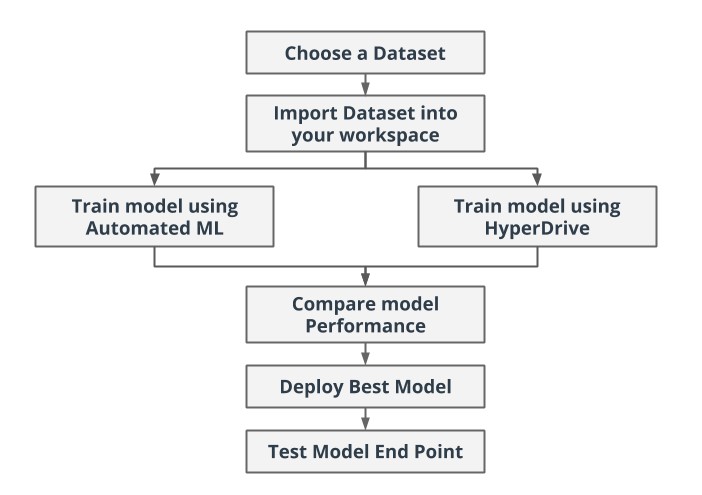 Choose a Dataset
Import Dataset into
your workspace
Train model using
Automated ML
Train model using
HyperDrive
Compare model
Performance
Deploy Best Model
Test Model End Point